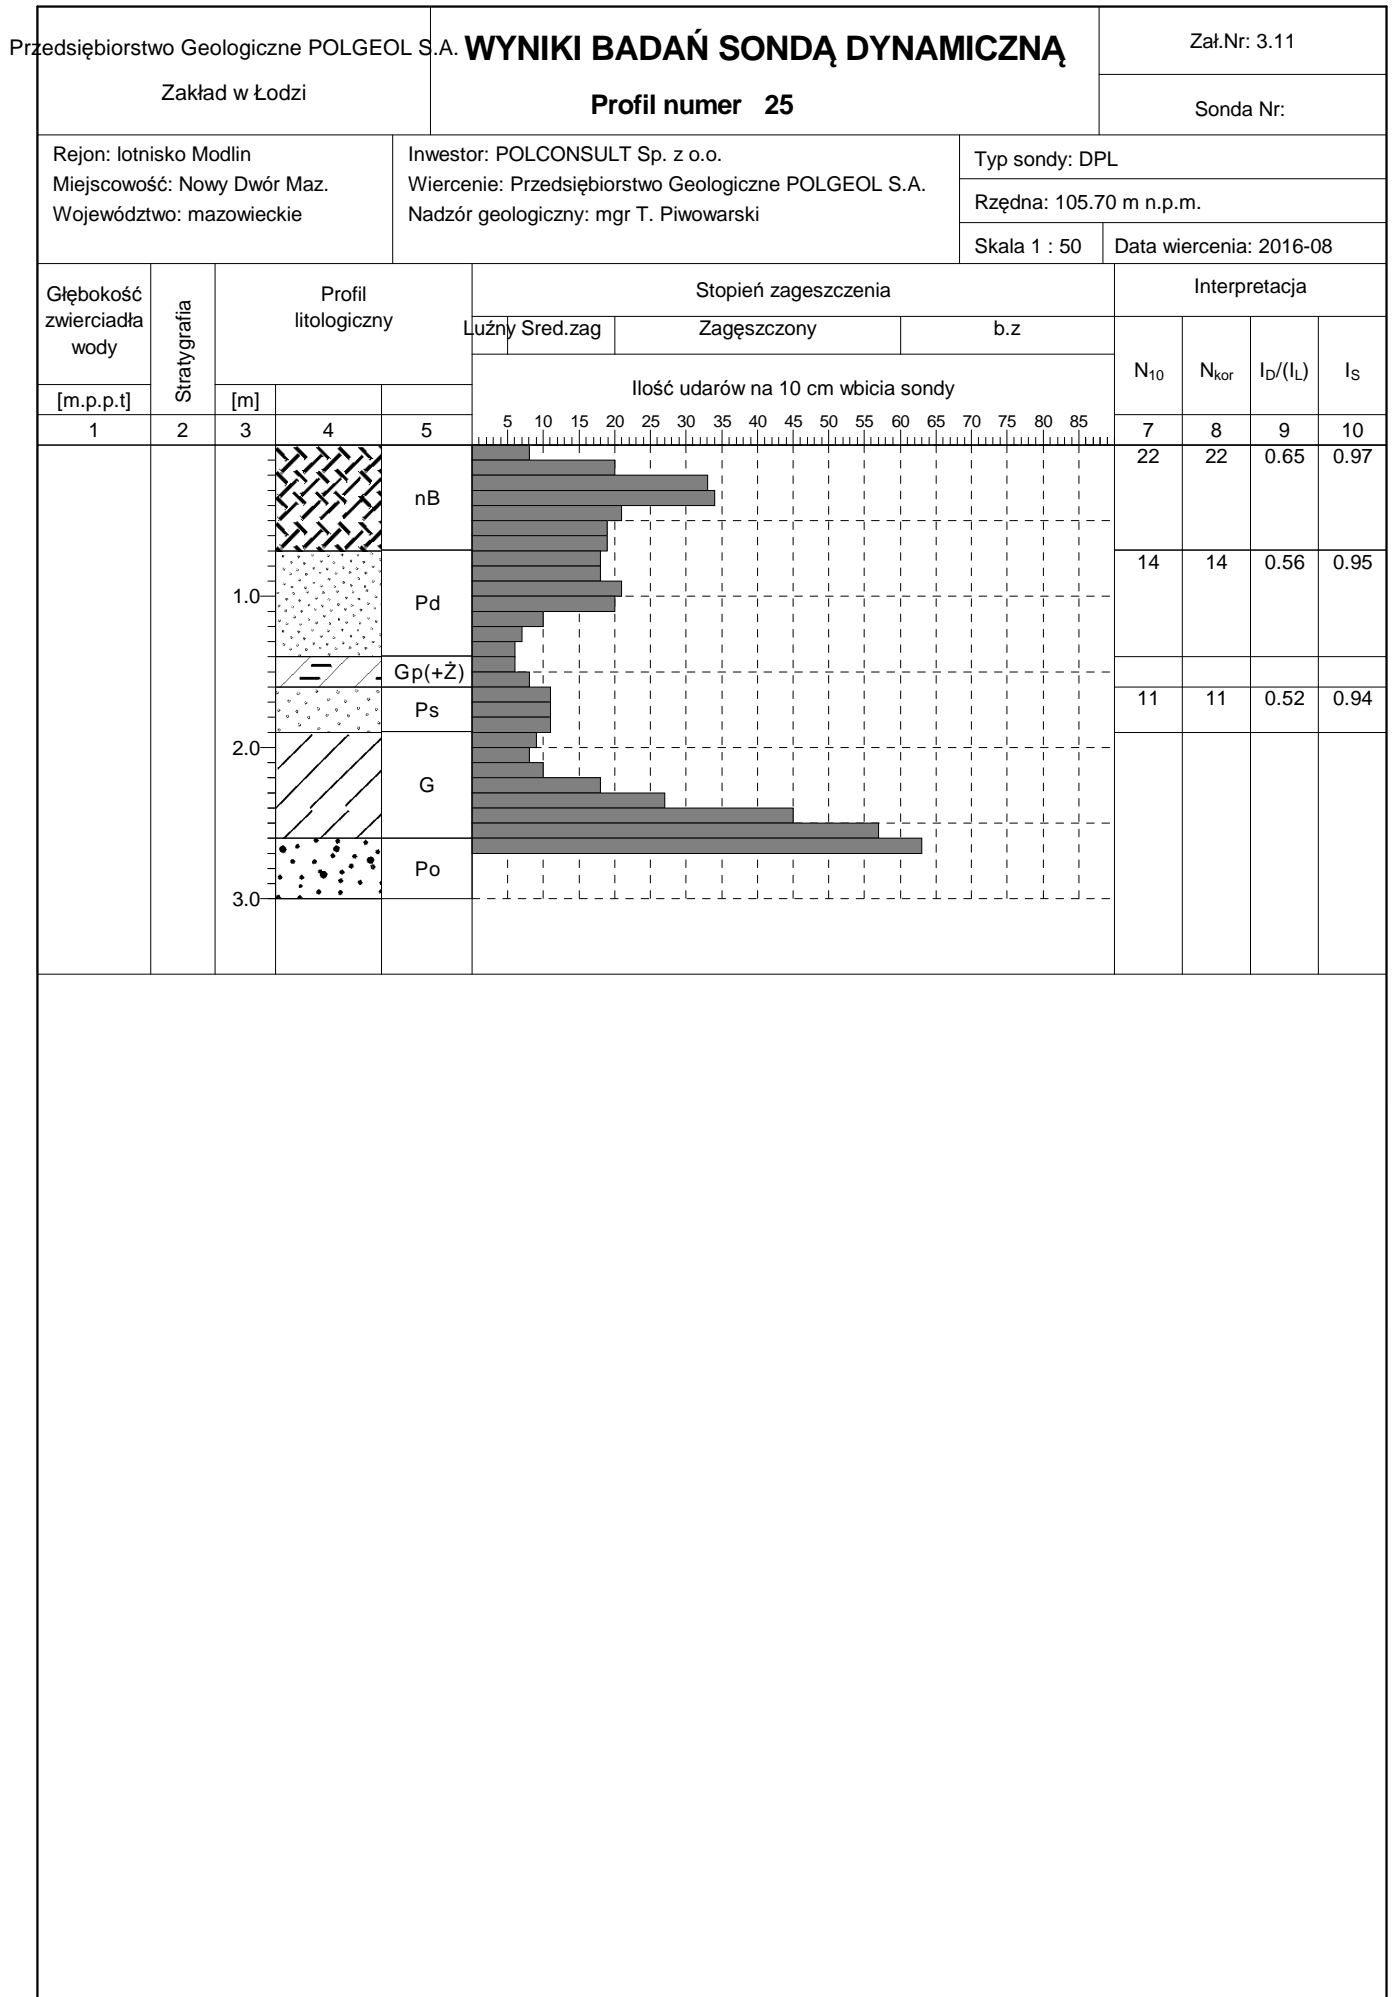 Przedsiębiorstwo Geologiczne POLGEOL S.A.
Zakład w Łodzi
WYNIKI BADAŃ SONDĄ DYNAMICZNĄ
Profil numer 25
Zał.Nr: 3.11
Sonda Nr:
Rejon: lotnisko Modlin
Miejscowość: Nowy Dwór Maz.
Województwo: mazowieckie
Inwestor: POLCONSULT Sp. z o.o.
Wiercenie: Przedsiębiorstwo Geologiczne POLGEOL S.A.
Nadzór geologiczny: mgr T. Piwowarski
Typ sondy: DPL
Rzędna: 105.70 m n.p.m.
Skala 1 : 50
Data wiercenia: 2016-08
Głębokość
zwierciadła
wody
[m.p.p.t]
Stratygrafia
Profil
litologiczny
[m]
Stopień zageszczenia
Luźny Sred.zag Zagęszczony b.z
Ilość udarów na 10 cm wbicia sondy
5 10 15 20 25 30 35 40 45 50 55 60 65 70 75 80 85
Interpretacja
N10 Nkor ID/(IL) IS
1 2 3 4 5 7 8 9 10
nB 22 22 0.65 0.97
Pd 14 14 0.56 0.95
1.0
Gp(+Ż)
Ps 11 11 0.52 0.94
2.0
G
Po
3.0